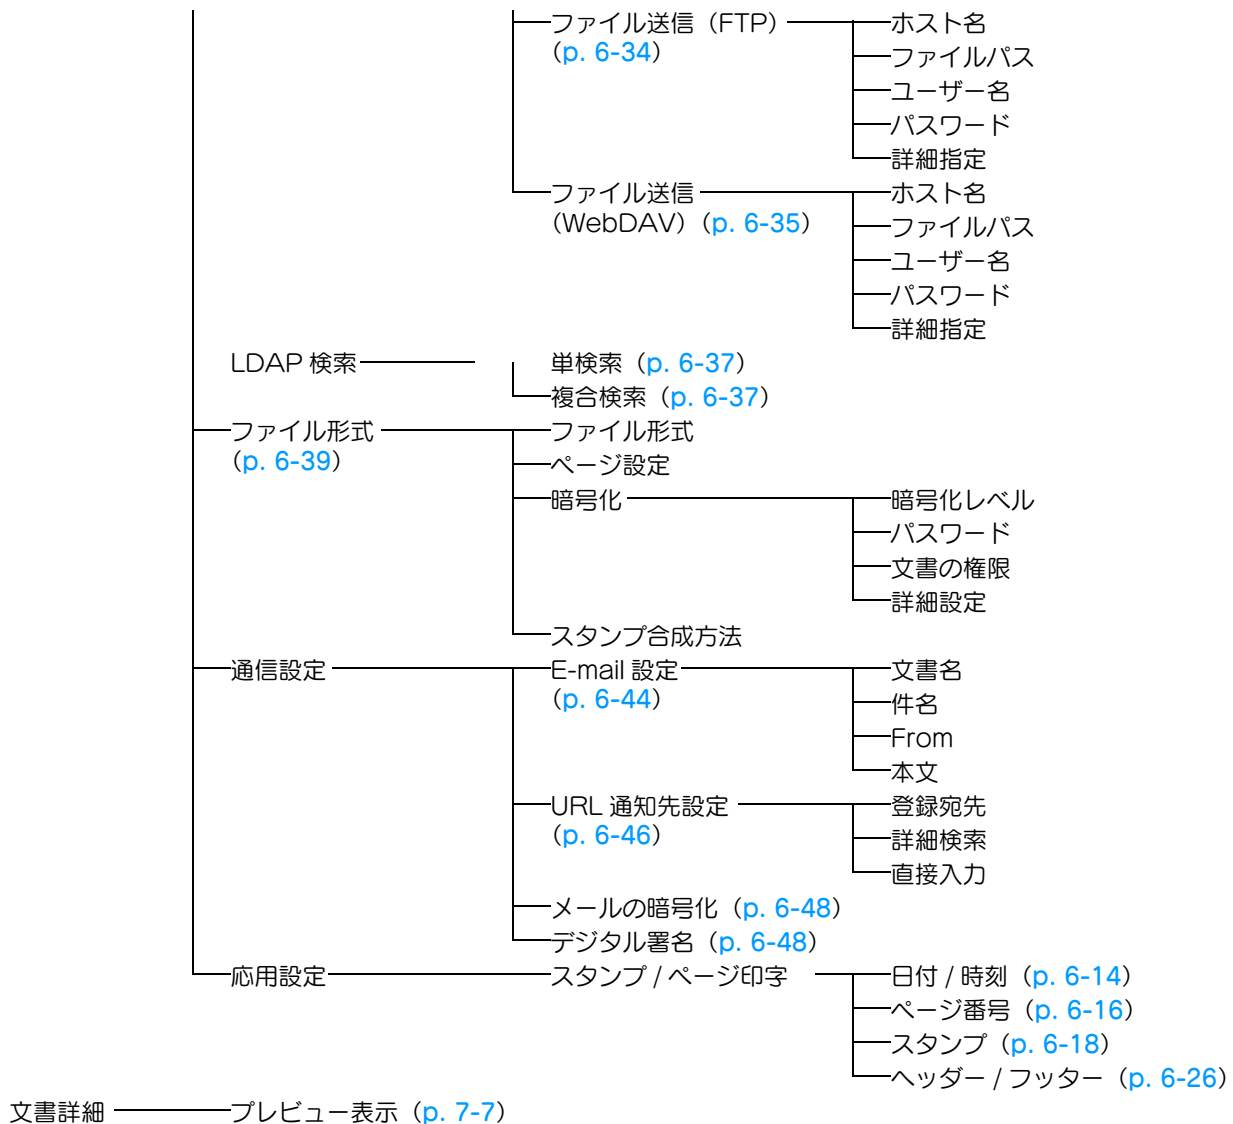 ファイル送信（FTP）
（p. 6-34）
ホスト名
ファイルパス
ユーザー名
パスワード
詳細指定
ファイル送信
（WebDAV）（p. 6-35）
ホスト名
ファイルパス
ユーザー名
パスワード
詳細指定
LDAP 検索
単検索（p. 6-37）
複合検索（p. 6-37）
ファイル形式
（p. 6-39）
ファイル形式
ページ設定
暗号化
暗号化レベル
パスワード
文書の権限
詳細設定
スタンプ合成方法
通信設定
E-mail 設定
（p. 6-44）
文書名
件名
From
本文
URL 通知先設定
（p. 6-46）
登録宛先
詳細検索
直接入力
メールの暗号化（p. 6-48）
デジタル署名（p. 6-48）
応用設定
スタンプ / ページ印字
日付 / 時刻（p. 6-14）
ページ番号（p. 6-16）
スタンプ（p. 6-18）
ヘッダー / フッター（p. 6-26）
文書詳細
プレビュー表示（p. 7-7）